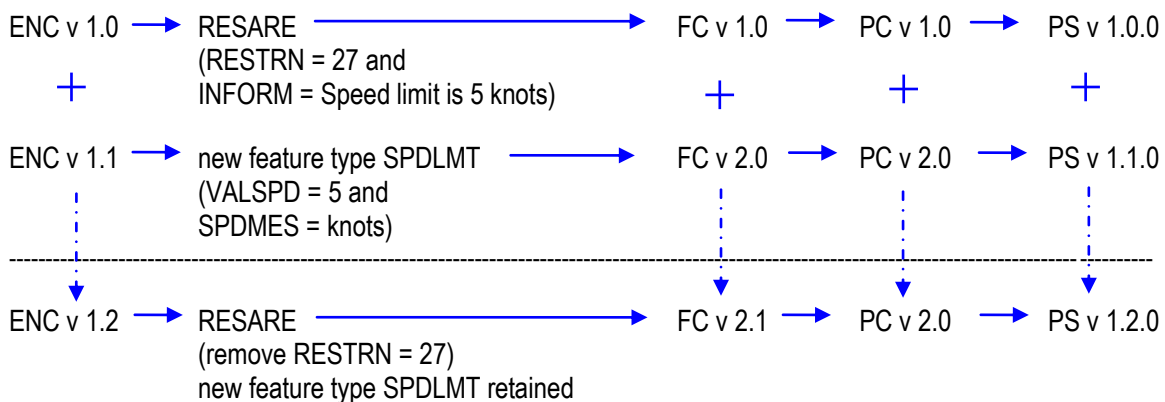 ENC v 1.0 RESARE FC v 1.0 PC v 1.0 PS v 1.0.0
(RESTRN = 27 and
INFORM = Speed limit is 5 knots)
ENC v 1.1 new feature type SPDLMT FC v 2.0 PC v 2.0 PS v 1.1.0
(VALSPD = 5 and
SPDMES = knots)
ENC v 1.2 RESARE FC v 2.1 PC v 2.0 PS v 1.2.0
(remove RESTRN = 27)
new feature type SPDLMT retained